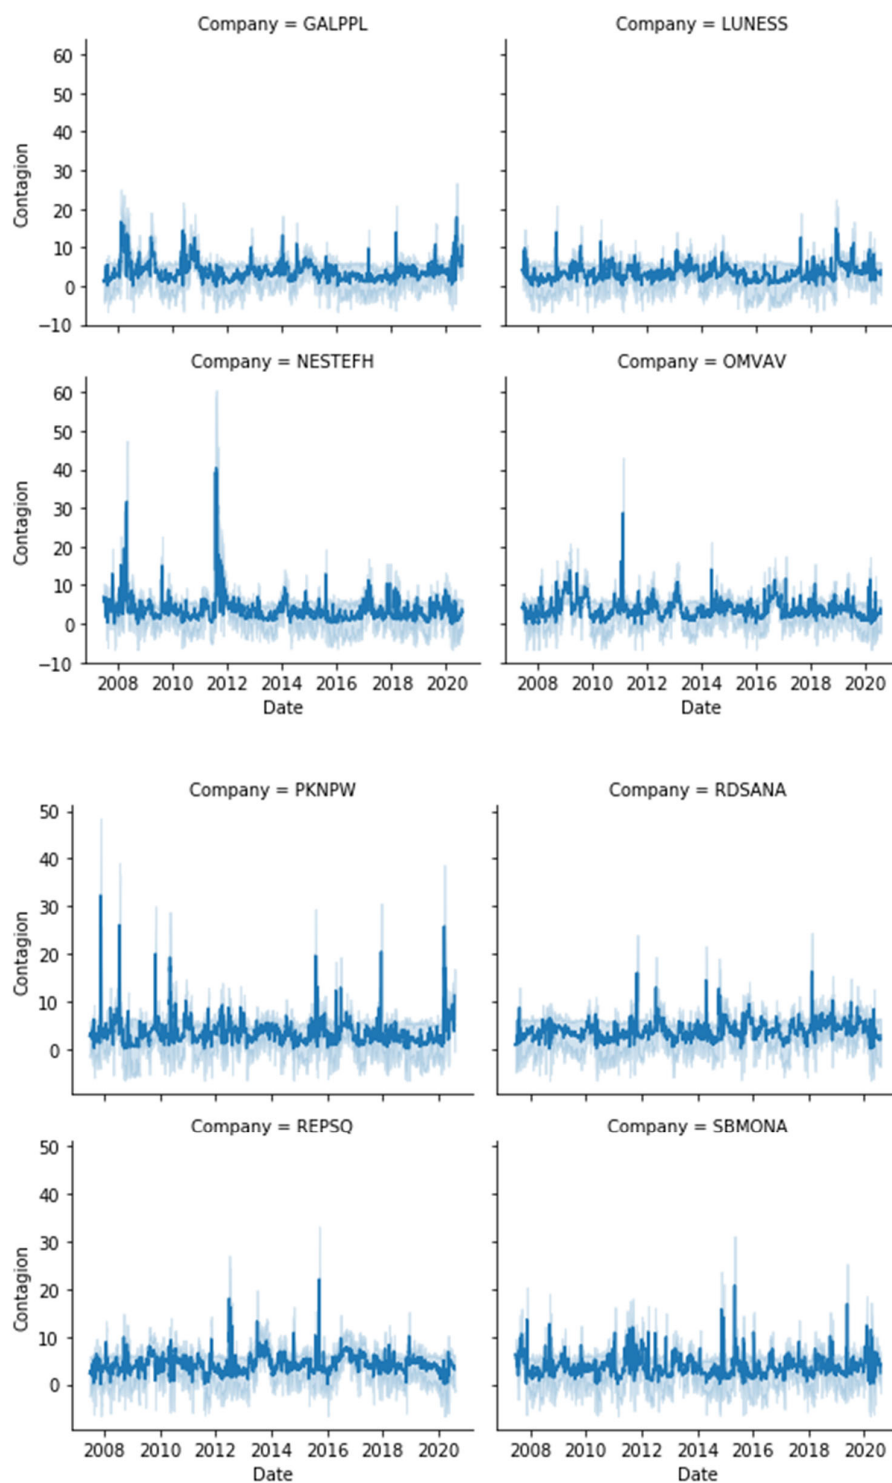 Company = GALPPL
Company = LUNESS
60
50
40
30
20
10
0
−10
Contagion
Company = NESTEFH
Company = OMVAV
60
50
40
30
20
10
0
−10
Contagion
2008 2010 2012 2014 2016 2018 2020
Date
2008 2010 2012 2014 2016 2018 2020
Date
Company = PKNPW
Company = RDSANA
50
40
30
20
10
0
Contagion
Company = REPSQ
Company = SBMONA
50
40
30
20
10
0
Contagion
2008 2010 2012 2014 2016 2018 2020
Date
2008 2010 2012 2014 2016 2018 2020
Date